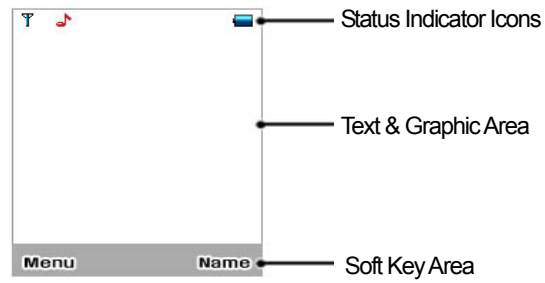 Status Indicator Icons
Text & Graphic Area
Menu Name
Soft Key Area